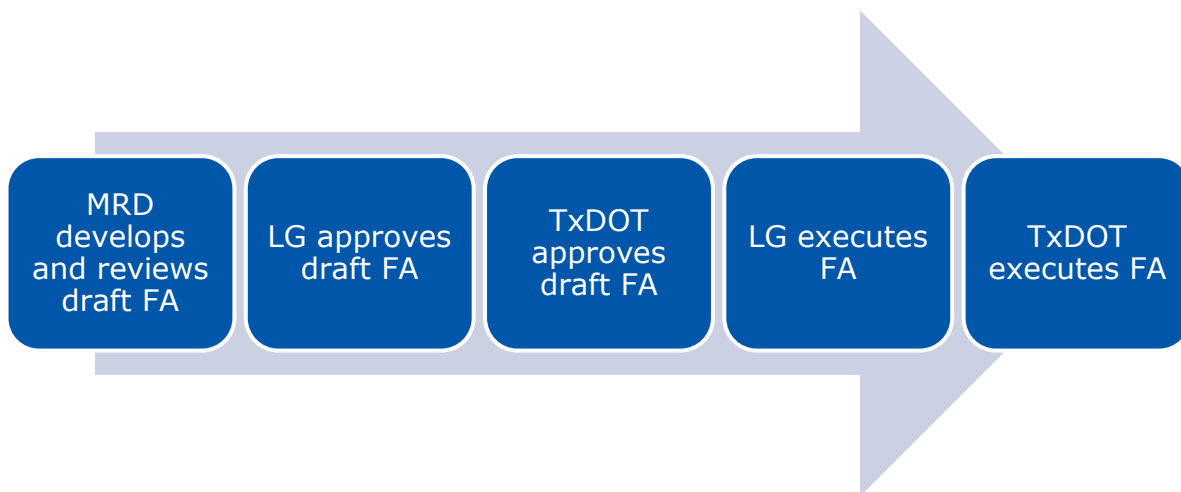 MRD
develops
and reviews
draft FA
LG approves
draft FA
TxDOT
approves
draft FA
LG executes
FA
TxDOT
executes FA